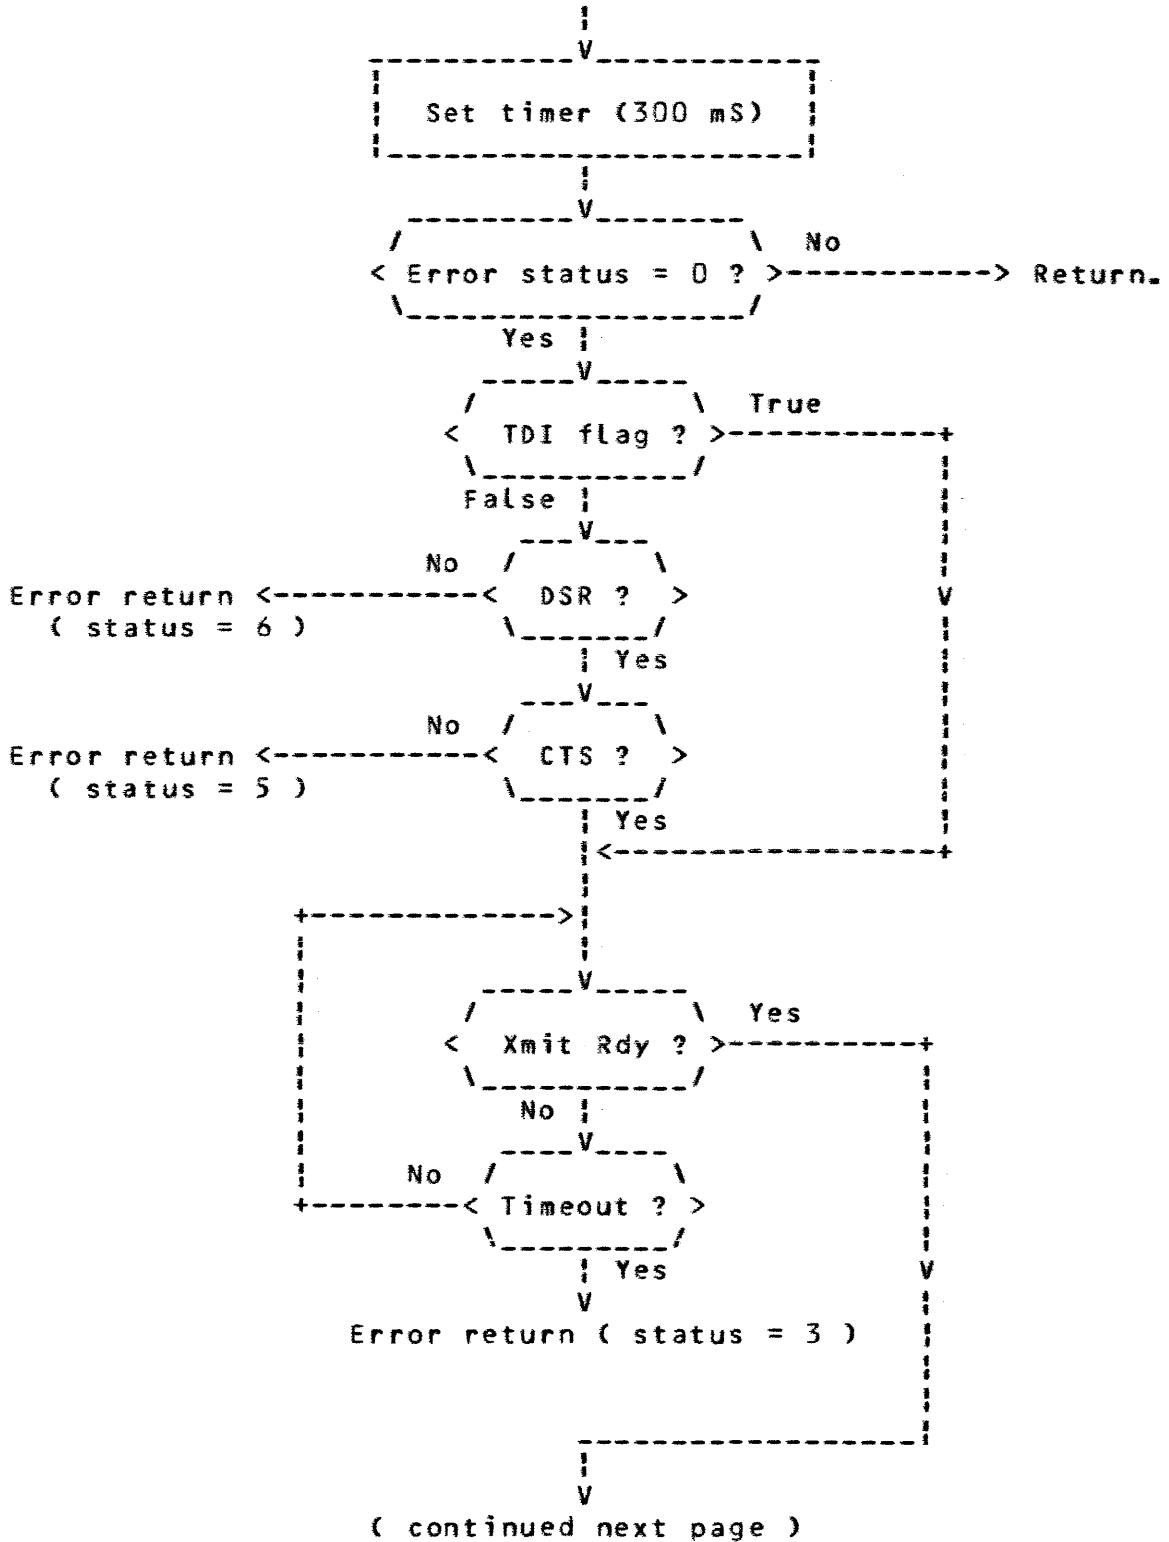 Set timer (300 mS)
No
Error status = 0 ?
Return.
Yes
True
TDI flag ?
False
No
Error return
DSR ?
( status = 6 )
Yes
No
Error return
CTS ?
( status = 5 )
Yes
Yes
Xmit Rdy ?
No
No
Timeout ?
Yes
Error return ( status = 3 )
( continued next page )